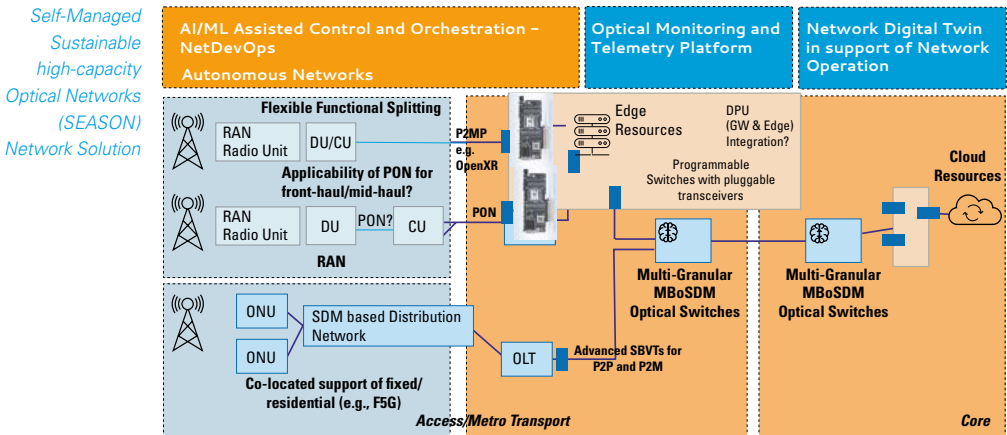 Self-Managed
Sustainable
high-capacity
Optical Networks
(SEASON)
Network Solution
AI/ML Assisted Control and Orchestration –
NetDevOps
Autonomous Networks
Optical Monitoring and
Telemetry Platform
Network Digital Twin
in support of Network
Operation
Flexible Functional Splitting
RAN
Radio Unit
DU/CU
P2MP
e.g.
OpenXR
Applicability of PON for
front-haul/mid-haul?
RAN
Radio Unit
DU
PON?
CU
PON
RAN
Edge
Resources
DPU
(GW & Edge)
Integration?
Programmable
Switches with pluggable
transceivers
Cloud
Resources
Multi-Granular
MBoSDM
Optical Switches
Multi-Granular
MBoSDM
Optical Switches
ONU
ONU
SDM based Distribution
Network
OLT
Advanced SBVTs for
P2P and P2M
Co-located support of fixed/
residential (e.g., F5G)
Access/Metro Transport
Core